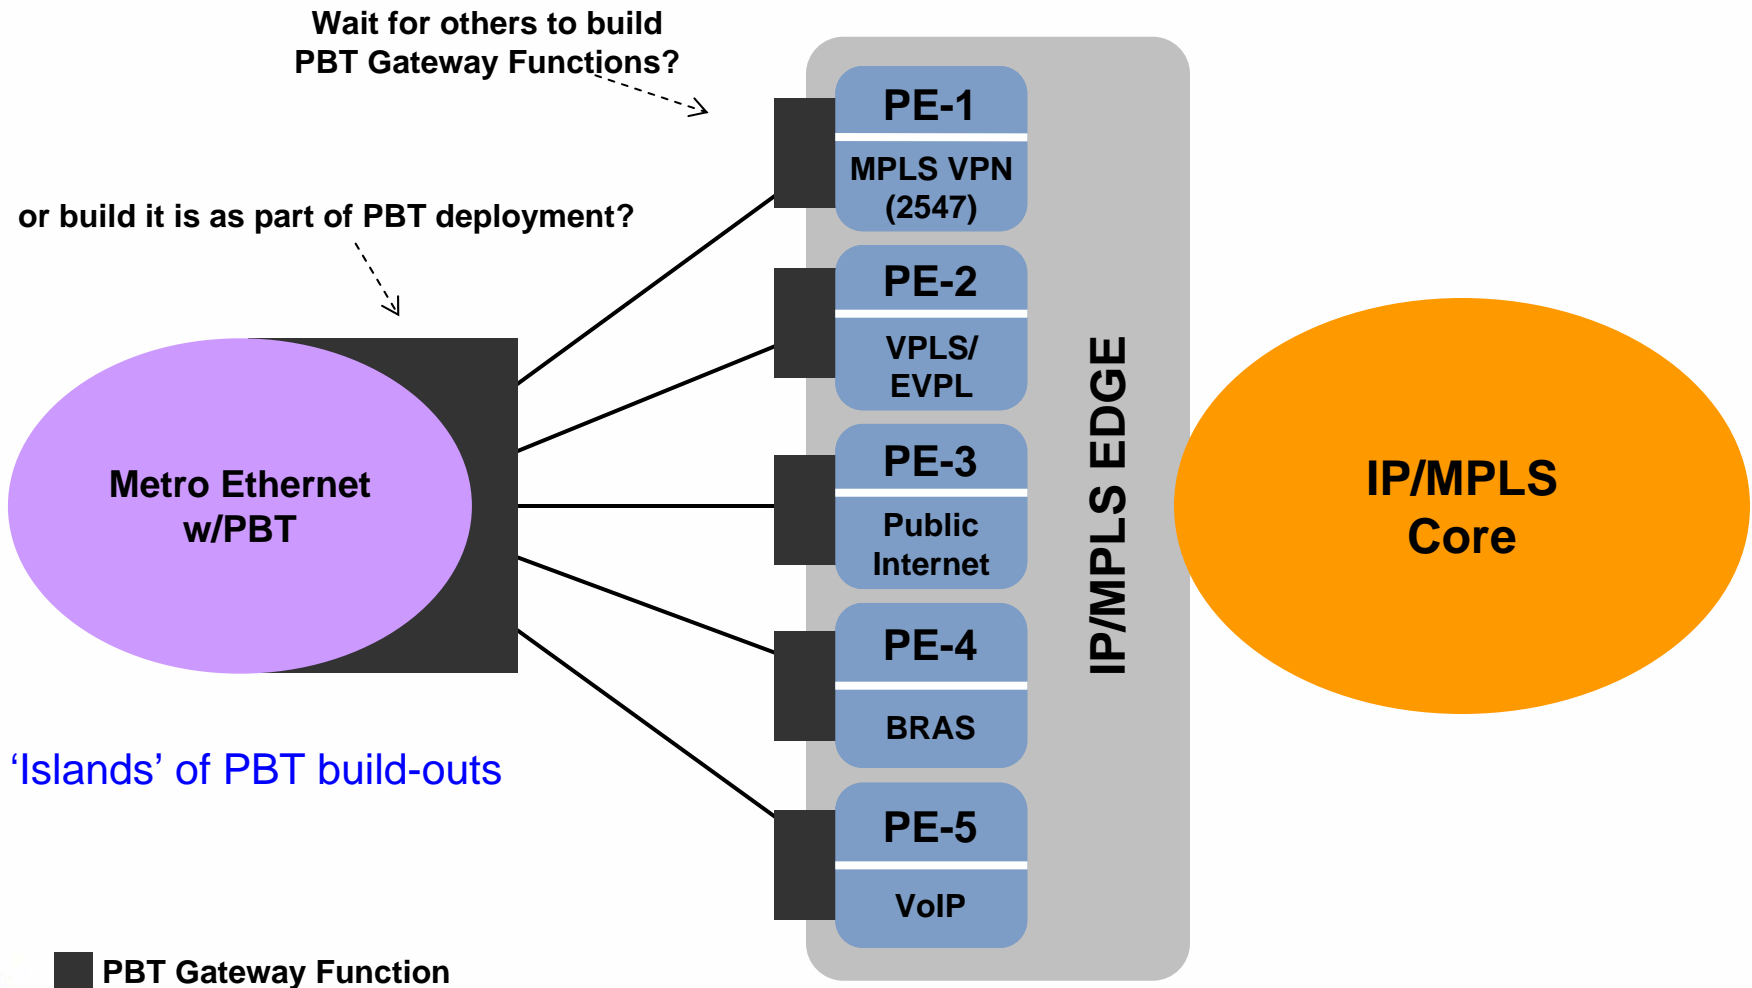 Wait for others to build
PBT Gateway Functions?
or build it is as part of PBT deployment?
Metro Ethernet
w/PBT
‘Islands’ of PBT build-outs
PBT Gateway Function
PE-1
MPLS VPN
(2547)
PE-2
VPLS/
EVPL
PE-3
Public
Internet
PE-4
BRAS
PE-5
VoIP
IP/MPLS EDGE
IP/MPLS
Core